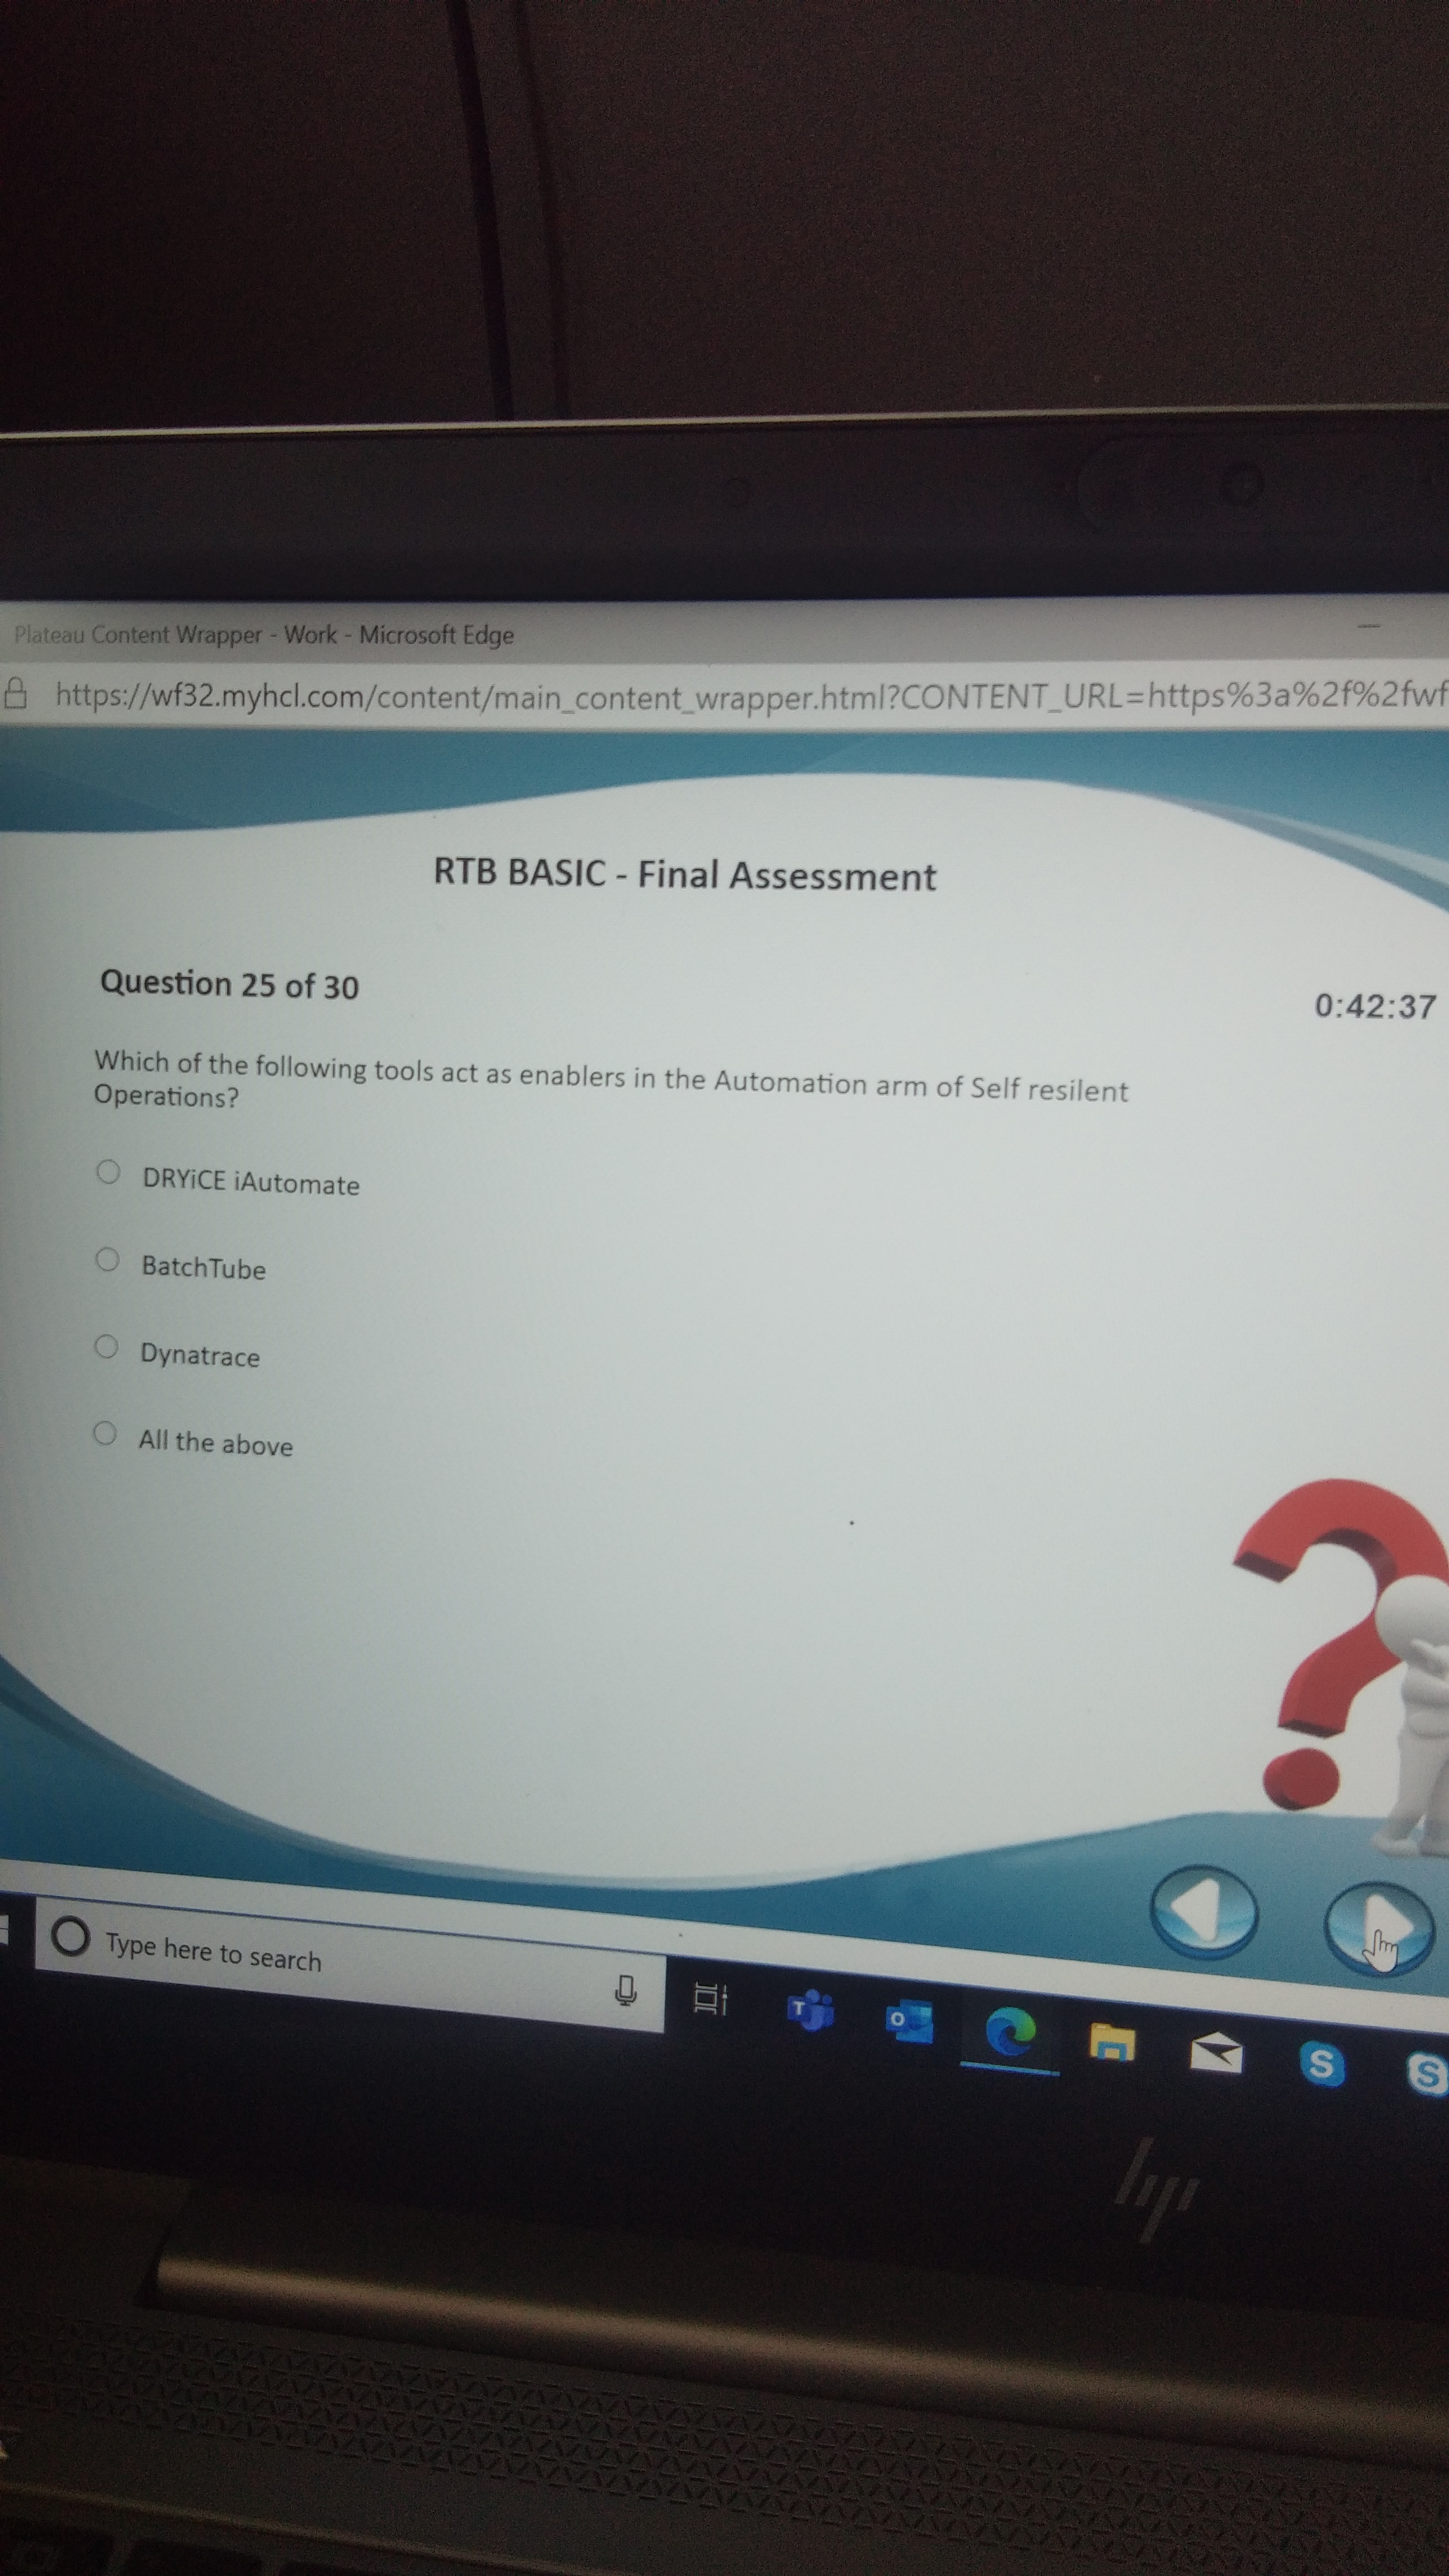 Plateau Content Wrapper - Work - Microsoft Edge
https://wf32.myhcl.com/content/main_content_wrapper.html?CONTENT_URL=https%3a%2f%2fwf
RTB BASIC - Final Assessment
Question 25 of 30
0:42:37
Which of the following tools act as enablers in the Automation arm of Self resilent
Operations?
DRYiCE iAutomate
BatchTube
Dynatrace
All the above
Type here to search
hp